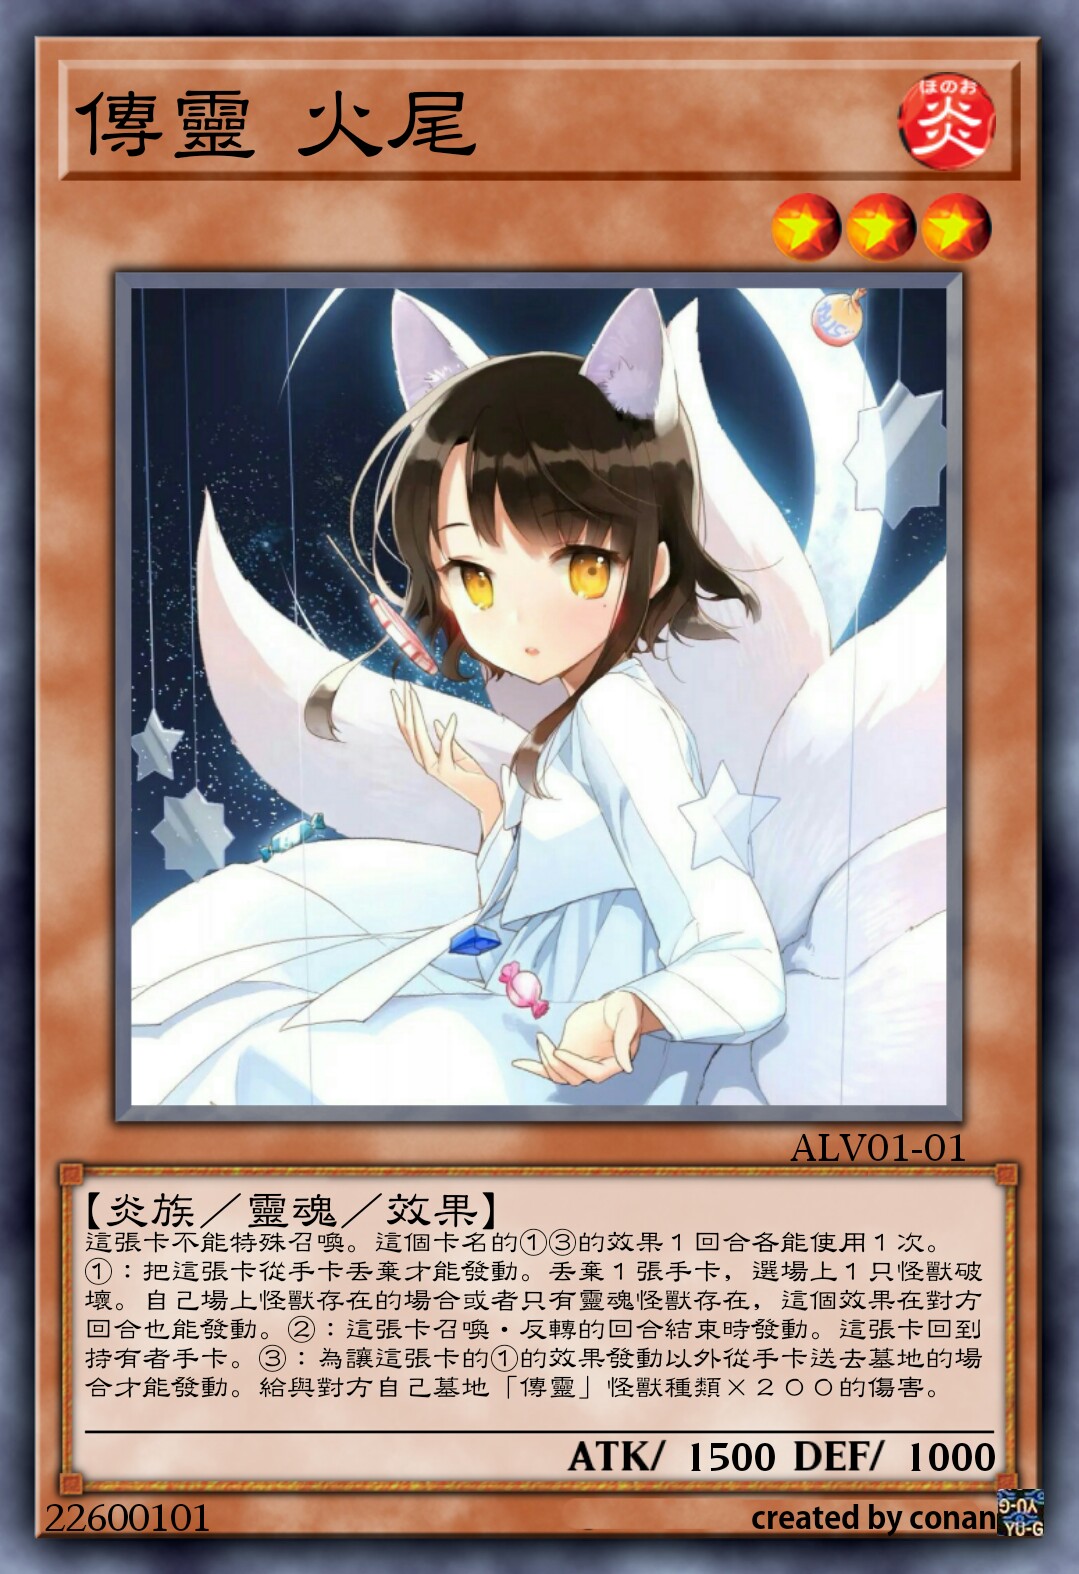 傳靈 火尾
ほのお
炎
ALV01-01
【炎族／靈魂／效果】
這張卡不能特殊召喚。這個卡名的①③的效果１回合各能使用１次。
①：把這張卡從手卡丟棄才能發動。丟棄１張手卡，選場上１只怪獸破
壞。自己場上怪獸存在的場合或者只有靈魂怪獸存在，這個效果在對方
回合也能發動。②：這張卡召喚・反轉的回合結束時發動。這張卡回到
持有者手卡。③：為讓這張卡的①的效果發動以外從手卡送去墓地的場
合才能發動。給與對方自己墓地「傳靈」怪獸種類×２００的傷害。
ATK/ 1500 DEF/ 1000
22600101
created by conan